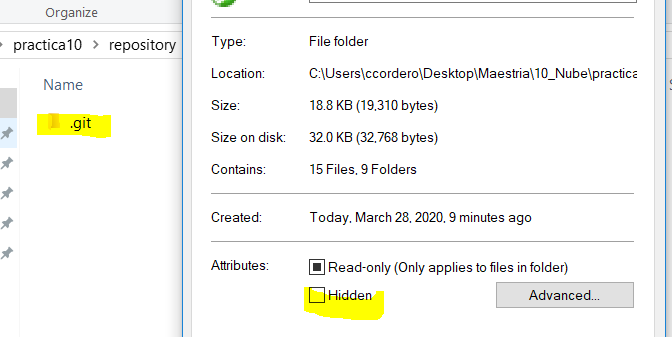 Organize
practica10 > repository
Name
.git
Type: File folder
Location: C:\Users\ccordero\Desktop\Maestria\10_Nube\practica
Size: 18.8 KB (19,310 bytes)
Size on disk: 32.0 KB (32,768 bytes)
Contains: 15 Files, 9 Folders
Created: Today, March 28, 2020, 9 minutes ago
Attributes: Read-only (Only applies to files in folder)
Hidden Advanced...